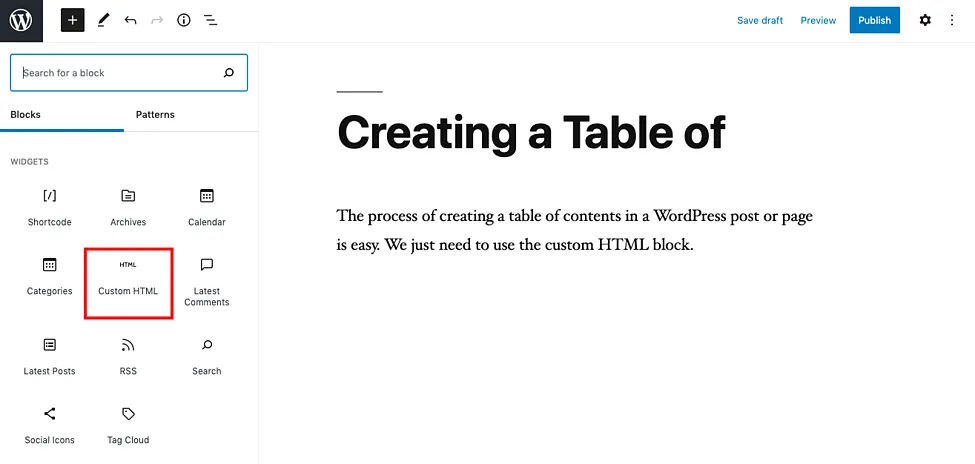 Save draft Preview Publish
Search for a block
Blocks Patterns
WIDGETS
[/]
Shortcode Archives Calendar
HTML
Categories Custom HTML Latest
Comments
Latest Posts RSS Search
Social Icons Tag Cloud
Creating a Table of
The process of creating a table of contents in a WordPress post or page
is easy. We just need to use the custom HTML block.